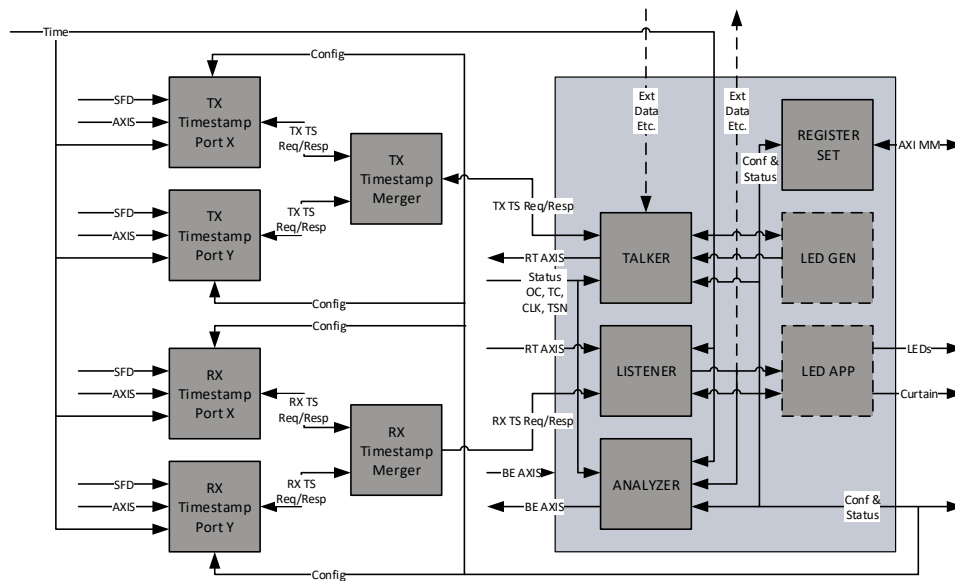 Time
Config
SFD
AXIS
TX
Timestamp
Port X
TX TS
Req/Resp
TX
Timestamp
Merger
SFD
AXIS
TX
Timestamp
Port Y
TX TS
Req/Resp
Config
Config
SFD
AXIS
RX
Timestamp
Port X
RX TS
Req/Resp
RX
Timestamp
Merger
SFD
AXIS
RX
Timestamp
Port Y
RX TS
Req/Resp
Config
Ext
Data
Etc.
Ext
Data
Etc.
REGISTER
SET
AXI MM
Conf &
Status
TX TS Req/Resp
TALKER
LED GEN
RT AXIS
Status
OC, TC,
CLK, TSN
RT AXIS
LISTENER
LED APP
LEDs
Curtain
RX TS Req/Resp
BE AXIS
ANALYZER
BE AXIS
Conf &
Status